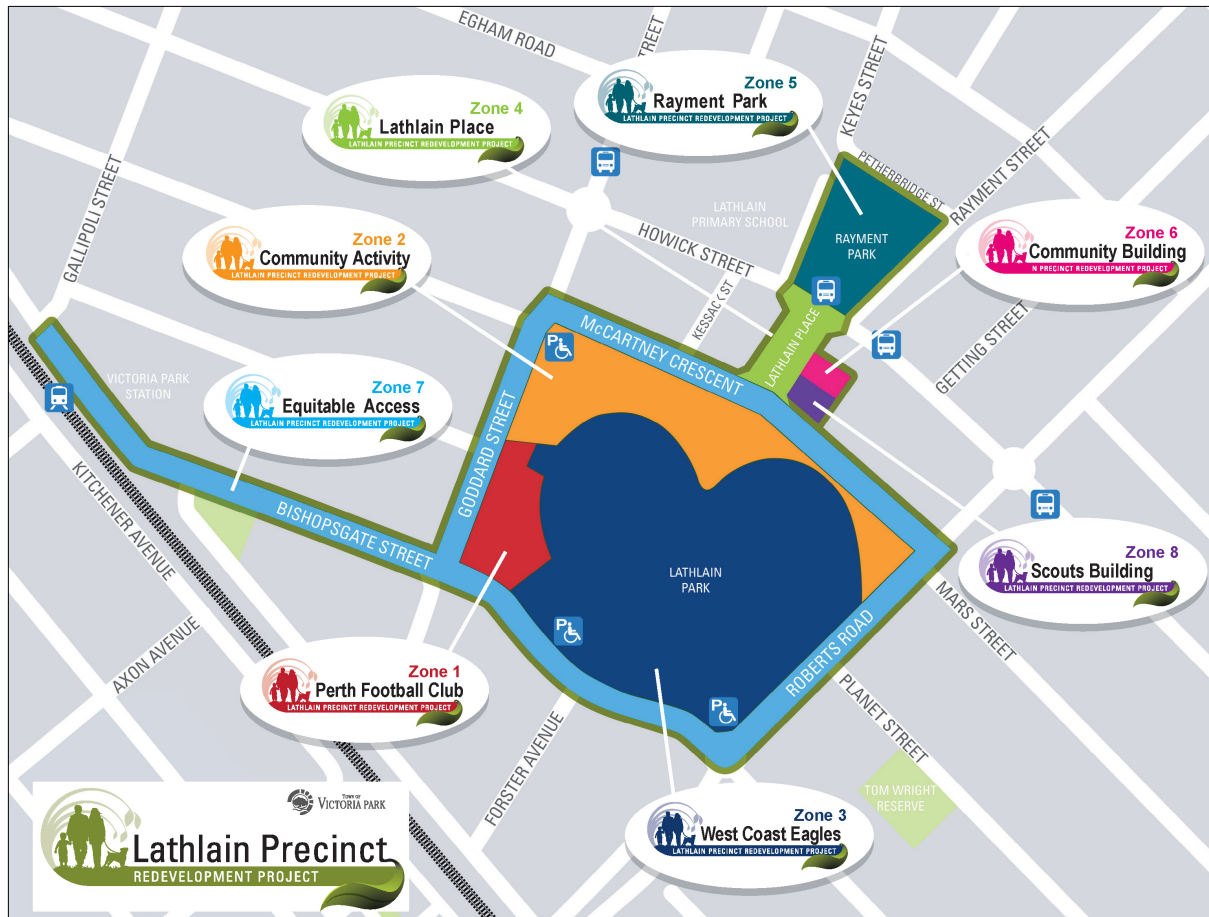 EGHAM ROAD
STREET
KEYES STREET
Zone 5
Rayment Park
LATHLAIN PRECINCT REDEVELOPMENT PROJECT
Zone 4
Lathlain Place
LATHLAIN PRECINCT REDEVELOPMENT PROJECT
PETHERBRIDGE ST
RAYMENT STREET
GALLIPOLI STREET
LATHLAIN
PRIMARY SCHOOL
HOWICK STREET
RAYMENT
PARK
Zone 2
Community Activity
LATHLAIN PRECINCT REDEVELOPMENT PROJECT
Zone 6
Community Building
N PRECINCT REDEVELOPMENT PROJECT
KESSACK ST
McCARTNEY CRESCENT
LATHLAIN PLACE
GETTING STREET
P
VICTORIA PARK
STATION
Zone 7
Equitable Access
LATHLAIN PRECINCT REDEVELOPMENT PROJECT
GODDARD STREET
KITCHENER AVENUE
BISHOPSGATE STREET
LATHLAIN
PARK
Zone 8
Scouts Building
LATHLAIN PRECINCT REDEVELOPMENT PROJECT
MARS STREET
P
AXON AVENUE
Zone 1
Perth Football Club
LATHLAIN PRECINCT REDEVELOPMENT PROJECT
ROBERTS ROAD
PLANET STREET
P
FORSTER AVENUE
TOM WRIGHT
RESERVE
Zone 3
West Coast Eagles
LATHLAIN PRECINCT REDEVELOPMENT PROJECT
TOWN OF
VICTORIA PARK
Lathlain Precinct
REDEVELOPMENT PROJECT